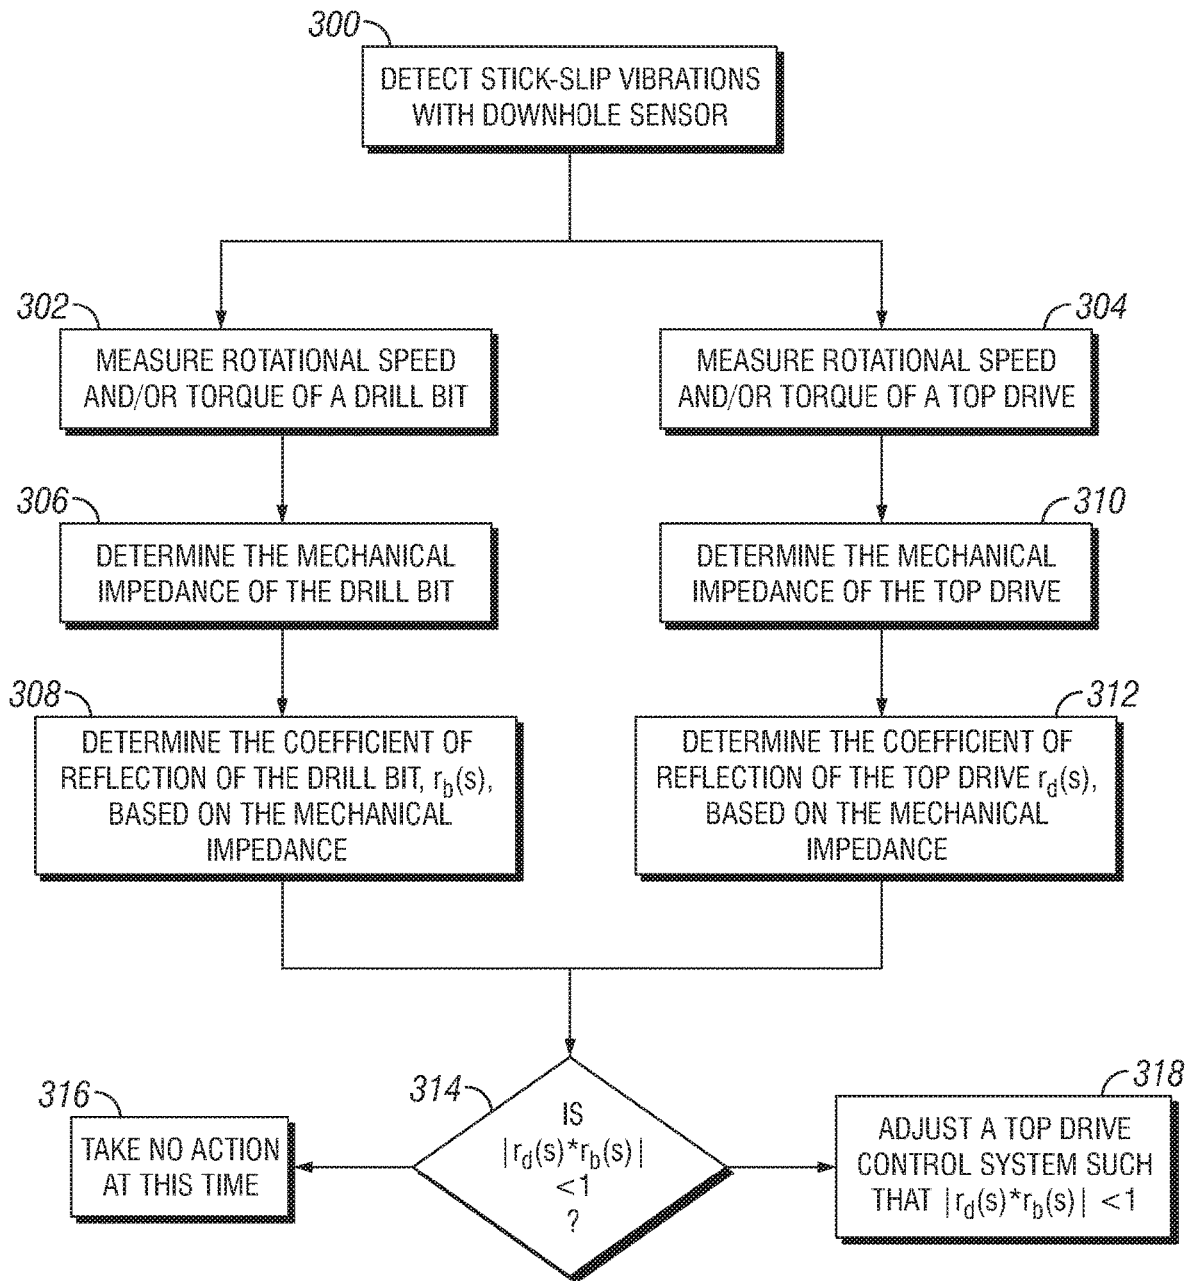 300
DETECT STICK-SLIP VIBRATIONS
WITH DOWNHOLE SENSOR
302
MEASURE ROTATIONAL SPEED
AND/OR TORQUE OF A DRILL BIT
304
MEASURE ROTATIONAL SPEED
AND/OR TORQUE OF A TOP DRIVE
306
DETERMINE THE MECHANICAL
IMPEDANCE OF THE DRILL BIT
310
DETERMINE THE MECHANICAL
IMPEDANCE OF THE TOP DRIVE
308
DETERMINE THE COEFFICIENT OF
REFLECTION OF THE DRILL BIT, r_b(s),
BASED ON THE MECHANICAL
IMPEDANCE
312
DETERMINE THE COEFFICIENT OF
REFLECTION OF THE TOP DRIVE r_d(s),
BASED ON THE MECHANICAL
IMPEDANCE
316
TAKE NO ACTION
AT THIS TIME
314
IS
|r_d(s)*r_b(s)|
<1
?
318
ADJUST A TOP DRIVE
CONTROL SYSTEM SUCH
THAT |r_d(s)*r_b(s)| <1